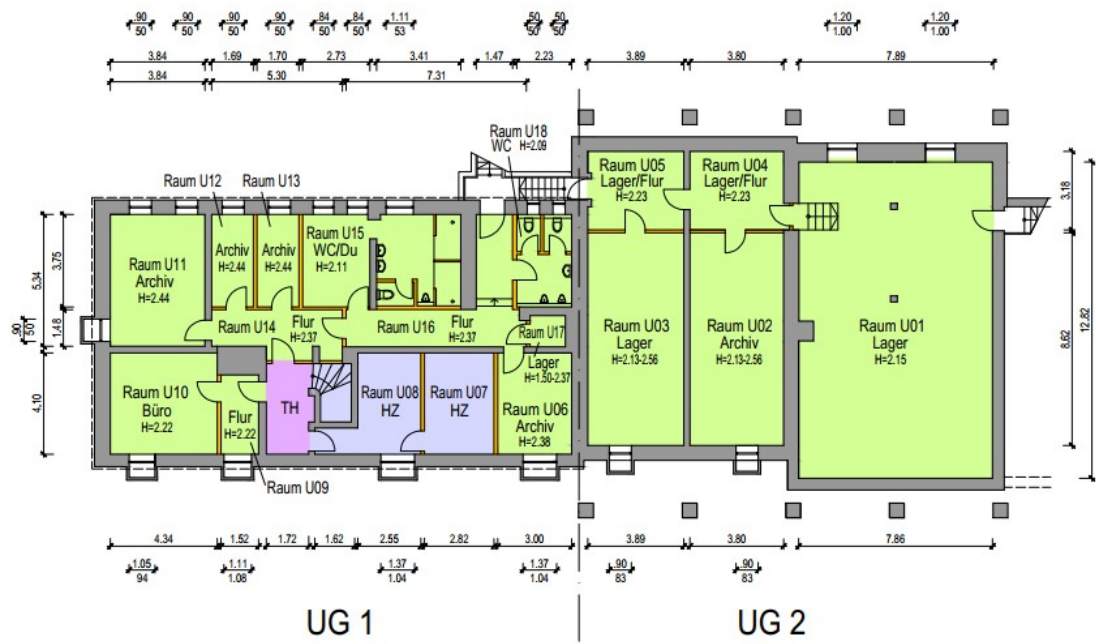 .90 .90 .90 .90 .84 .84 1.11 .50 .50 1.20 1.20
50 50 50 50 50 50 53 50 50 1.00 1.00
3.84 1.69 1.70 2.73 3.41 1.47 2.23 3.89 3.80 7.89
3.84 5.30 7.31
Raum U18
WC H=2.09
Raum U12 Raum U13
Raum U05
Lager/Flur
H=2.23
Raum U04
Lager/Flur
H=2.23
3.18
5.34
3.75
Raum U11
Archiv
H=2.44
Archiv
H=2.44
Archiv
H=2.44
Raum U15
WC/Du
H=2.11
.90
1.50
1.48
Raum U14
Flur
H=2.37
Raum U16
Flur
H=2.37
Raum U17
Lager
H=1.50-2.37
Raum U03
Lager
H=2.13-2.56
Raum U02
Archiv
H=2.13-2.56
Raum U01
Lager
H=2.15
8.62
12.82
4.10
Raum U10
Büro
H=2.22
Flur
H=2.22
TH
Raum U08
HZ
Raum U07
HZ
Raum U06
Archiv
H=2.38
Raum U09
4.34 1.52 1.72 1.62 2.55 2.82 3.00 3.89 3.80 7.86
1.05 1.11 1.37 1.37 .90 .90
94 1.08 1.04 1.04 83 83
UG 1 UG 2